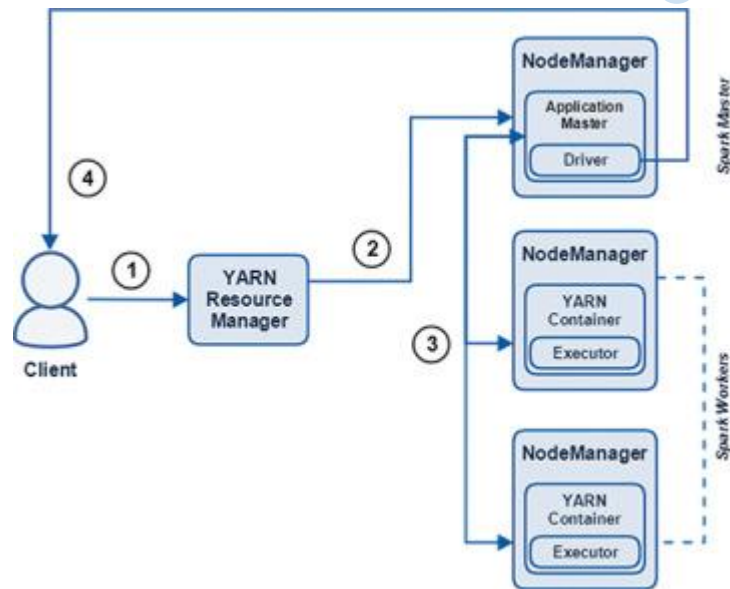 NodeManager
Application
Master
Driver
Spark Master
4
1
2
YARN
Resource
Manager
Client
NodeManager
YARN
Container
Executor
3
Spark Workers
NodeManager
YARN
Container
Executor